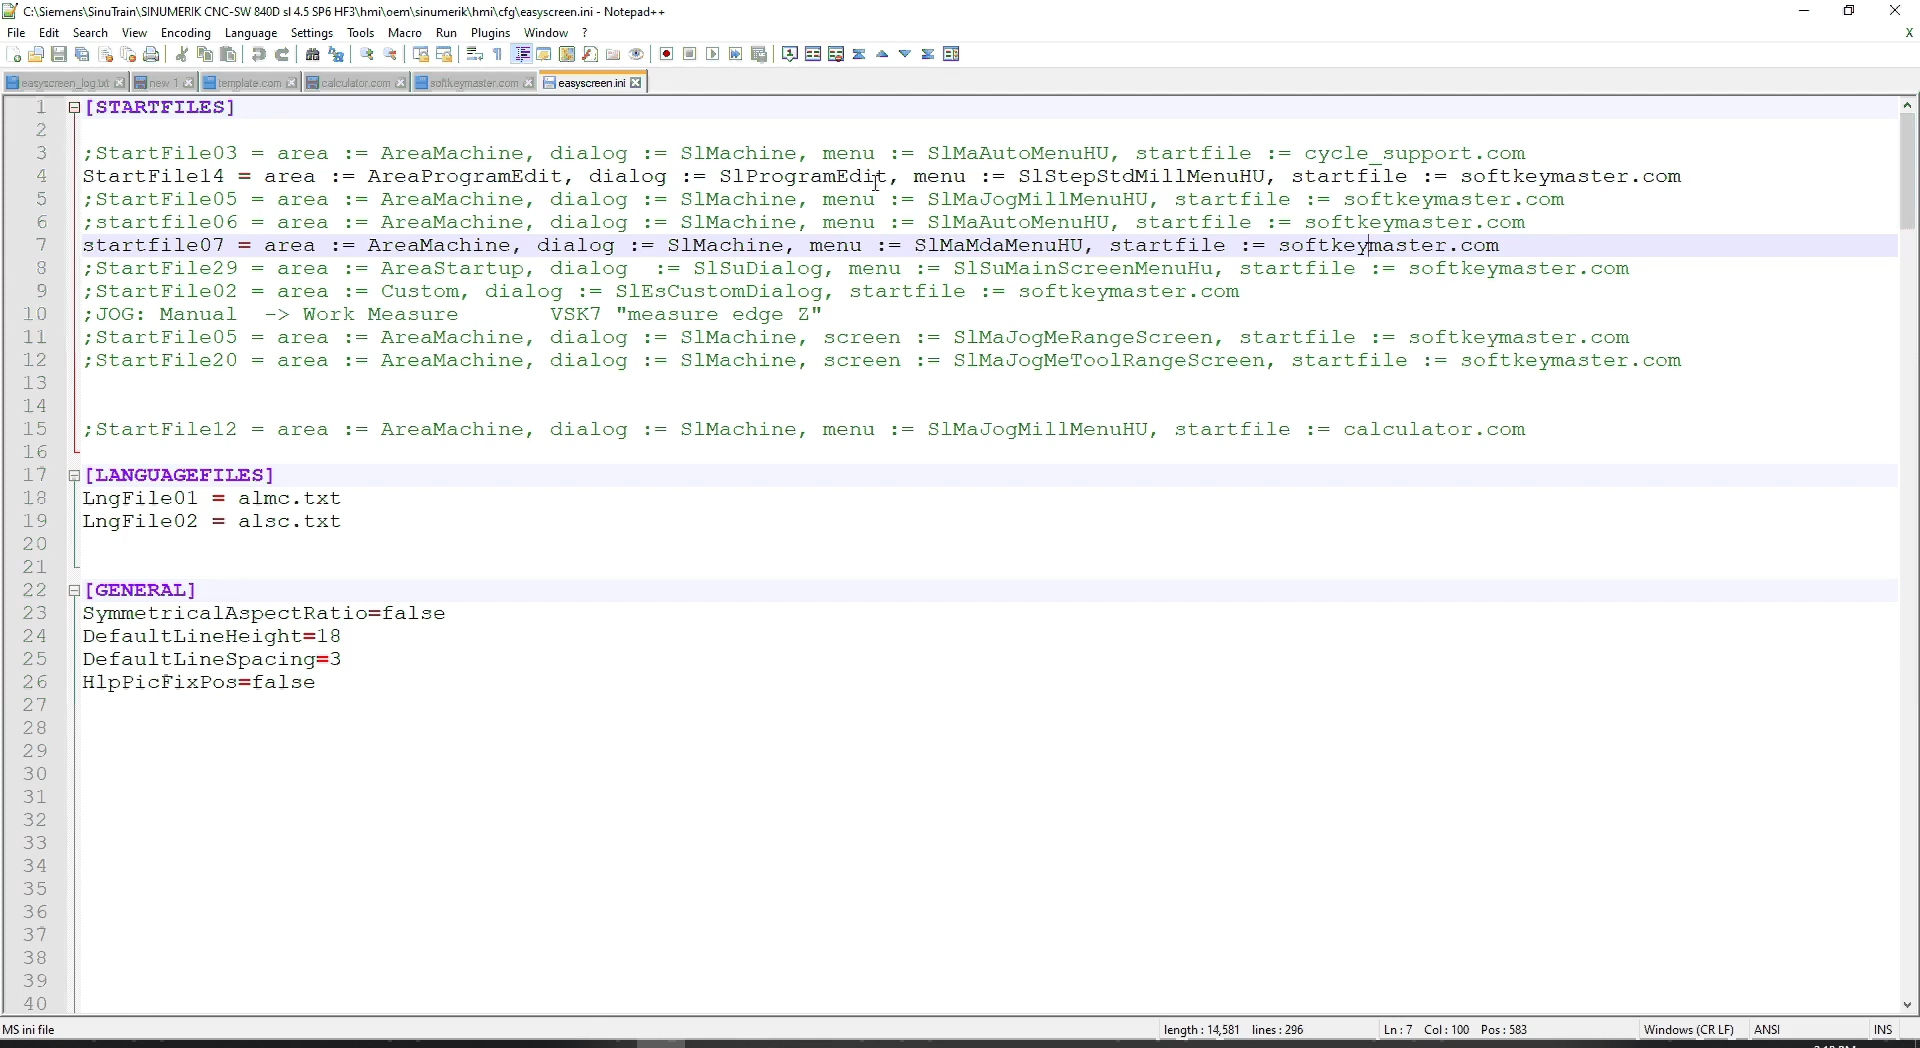 C:\Siemens\SinuTrain\SINUMERIK CNC-SW 840D sl 4.5 SP6 HF3\hmi\oem\sinumerik\hmi\cfg\easyscreen.ini - Notepad++
File Edit Search View Encoding Language Settings Tools Macro Run Plugins Window ? X
easyscreen_log.txt new 1 template.com calculator.com softkeymaster.com easyscreen.ini
1 [STARTFILES]
2
3 ;StartFile03 = area := AreaMachine, dialog := SlMachine, menu := SlMaAutoMenuHU, startfile := cycle_support.com
4 StartFile14 = area := AreaProgramEdit, dialog := SlProgramEdit, menu := SlStepStdMillMenuHU, startfile := softkeymaster.com
5 ;StartFile05 = area := AreaMachine, dialog := SlMachine, menu := SlMaJogMillMenuHU, startfile := softkeymaster.com
6 ;startfile06 = area := AreaMachine, dialog := SlMachine, menu := SlMaAutoMenuHU, startfile := softkeymaster.com
7 startfile07 = area := AreaMachine, dialog := SlMachine, menu := SlMaMdaMenuHU, startfile := softkeymaster.com
8 ;StartFile29 = area := AreaStartup, dialog  := SlSuDialog, menu := SlSuMainScreenMenuHu, startfile := softkeymaster.com
9 ;StartFile02 = area := Custom, dialog := SlEsCustomDialog, startfile := softkeymaster.com
10 ;JOG: Manual  -> Work Measure       VSK7 "measure edge Z"
11 ;StartFile05 = area := AreaMachine, dialog := SlMachine, screen := SlMaJogMeRangeScreen, startfile := softkeymaster.com
12 ;StartFile20 = area := AreaMachine, dialog := SlMachine, screen := SlMaJogMeToolRangeScreen, startfile := softkeymaster.com
13
14
15 ;StartFile12 = area := AreaMachine, dialog := SlMachine, menu := SlMaJogMillMenuHU, startfile := calculator.com
16
17 [LANGUAGEFILES]
18 LngFile01 = almc.txt
19 LngFile02 = alsc.txt
20
21
22 [GENERAL]
23 SymmetricalAspectRatio=false
24 DefaultLineHeight=18
25 DefaultLineSpacing=3
26 HlpPicFixPos=false
27
28
29
30
31
32
33
34
35
36
37
38
39
40
MS ini file length : 14,581 lines : 296 Ln : 7 Col : 100 Pos : 583 Windows (CR LF) ANSI INS